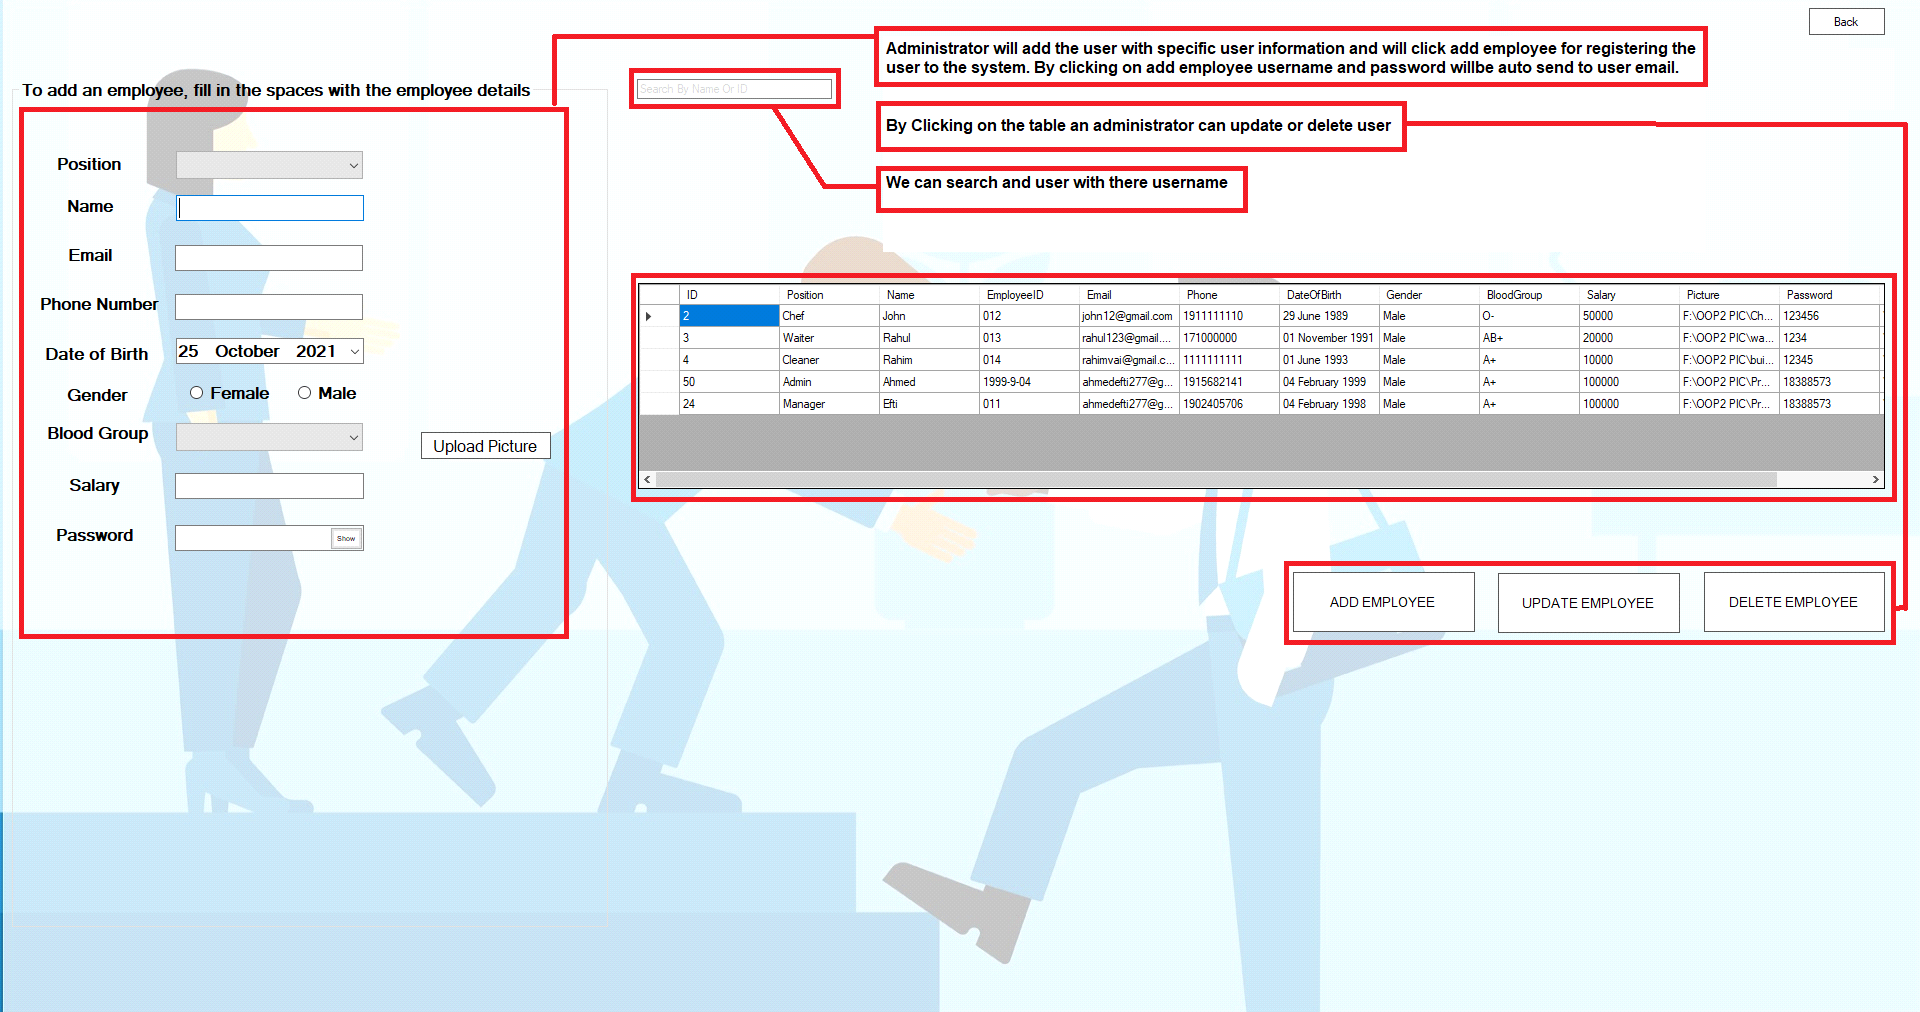 Back
Administrator will add the user with specific user information and will click add employee for registering the
user to the system. By clicking on add employee username and password willbe auto send to user email.
To add an employee, fill in the spaces with the employee details
Search By Name Or ID
By Clicking on the table an administrator can update or delete user
We can search and user with there username
Position
Name
Email
Phone Number
Date of Birth 25 October 2021
Gender Female Male
Blood Group
Upload Picture
Salary
Password Show
ID Position Name EmployeeID Email Phone DateOfBirth Gender BloodGroup Salary Picture Password
2 Chef John 012 john12@gmail.com 1911111110 29 June 1989 Male O- 50000 F:\OOP2 PIC\Ch... 123456
3 Waiter Rahul 013 rahul123@gmail.... 171000000 01 November 1991 Male AB+ 20000 F:\OOP2 PIC\wa... 1234
4 Cleaner Rahim 014 rahimvai@gmail.c... 1111111111 01 June 1993 Male A+ 10000 F:\OOP2 PIC\bui... 12345
50 Admin Ahmed 1999-9-04 ahmedefti277@g... 1915682141 04 February 1999 Male A+ 100000 F:\OOP2 PIC\Pr... 18388573
24 Manager Efti 011 ahmedefti277@g... 1902405706 04 February 1998 Male A+ 100000 F:\OOP2 PIC\Pr... 18388573
ADD EMPLOYEE
UPDATE EMPLOYEE
DELETE EMPLOYEE